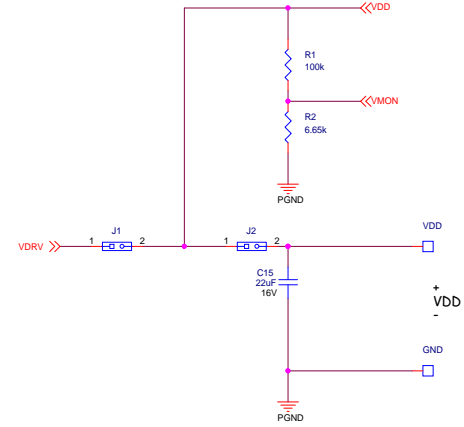 VDD
R1
100k
VMON
R2
6.65k
PGND
J1
J2
VDD
VDRV
1
2
1
2
C15
22uF
16V
+
VDD
-
GND
PGND